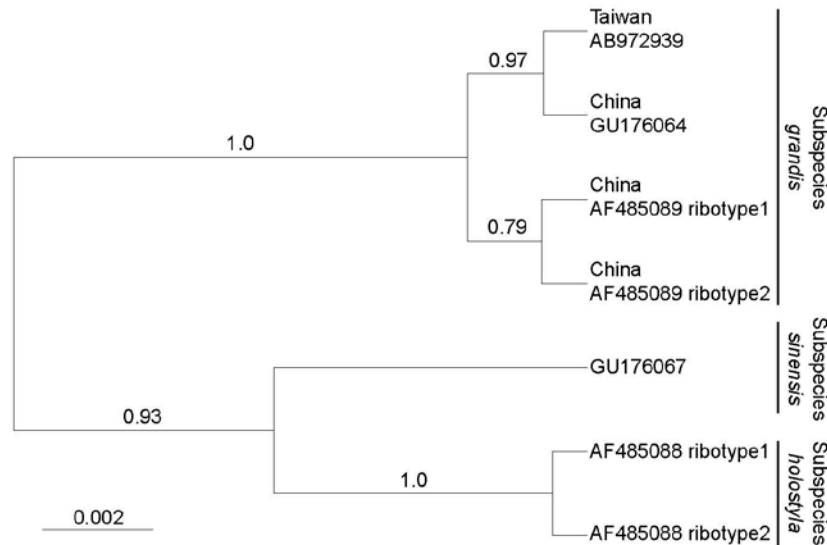 Taiwan
AB972939
0.97
China
GU176064
1.0
China
AF485089 ribotype1
0.79
China
AF485089 ribotype2
Subspecies
grandis
GU176067
Subspecies
sinensis
0.93
AF485088 ribotype1
1.0
AF485088 ribotype2
Subspecies
holostyla
0.002